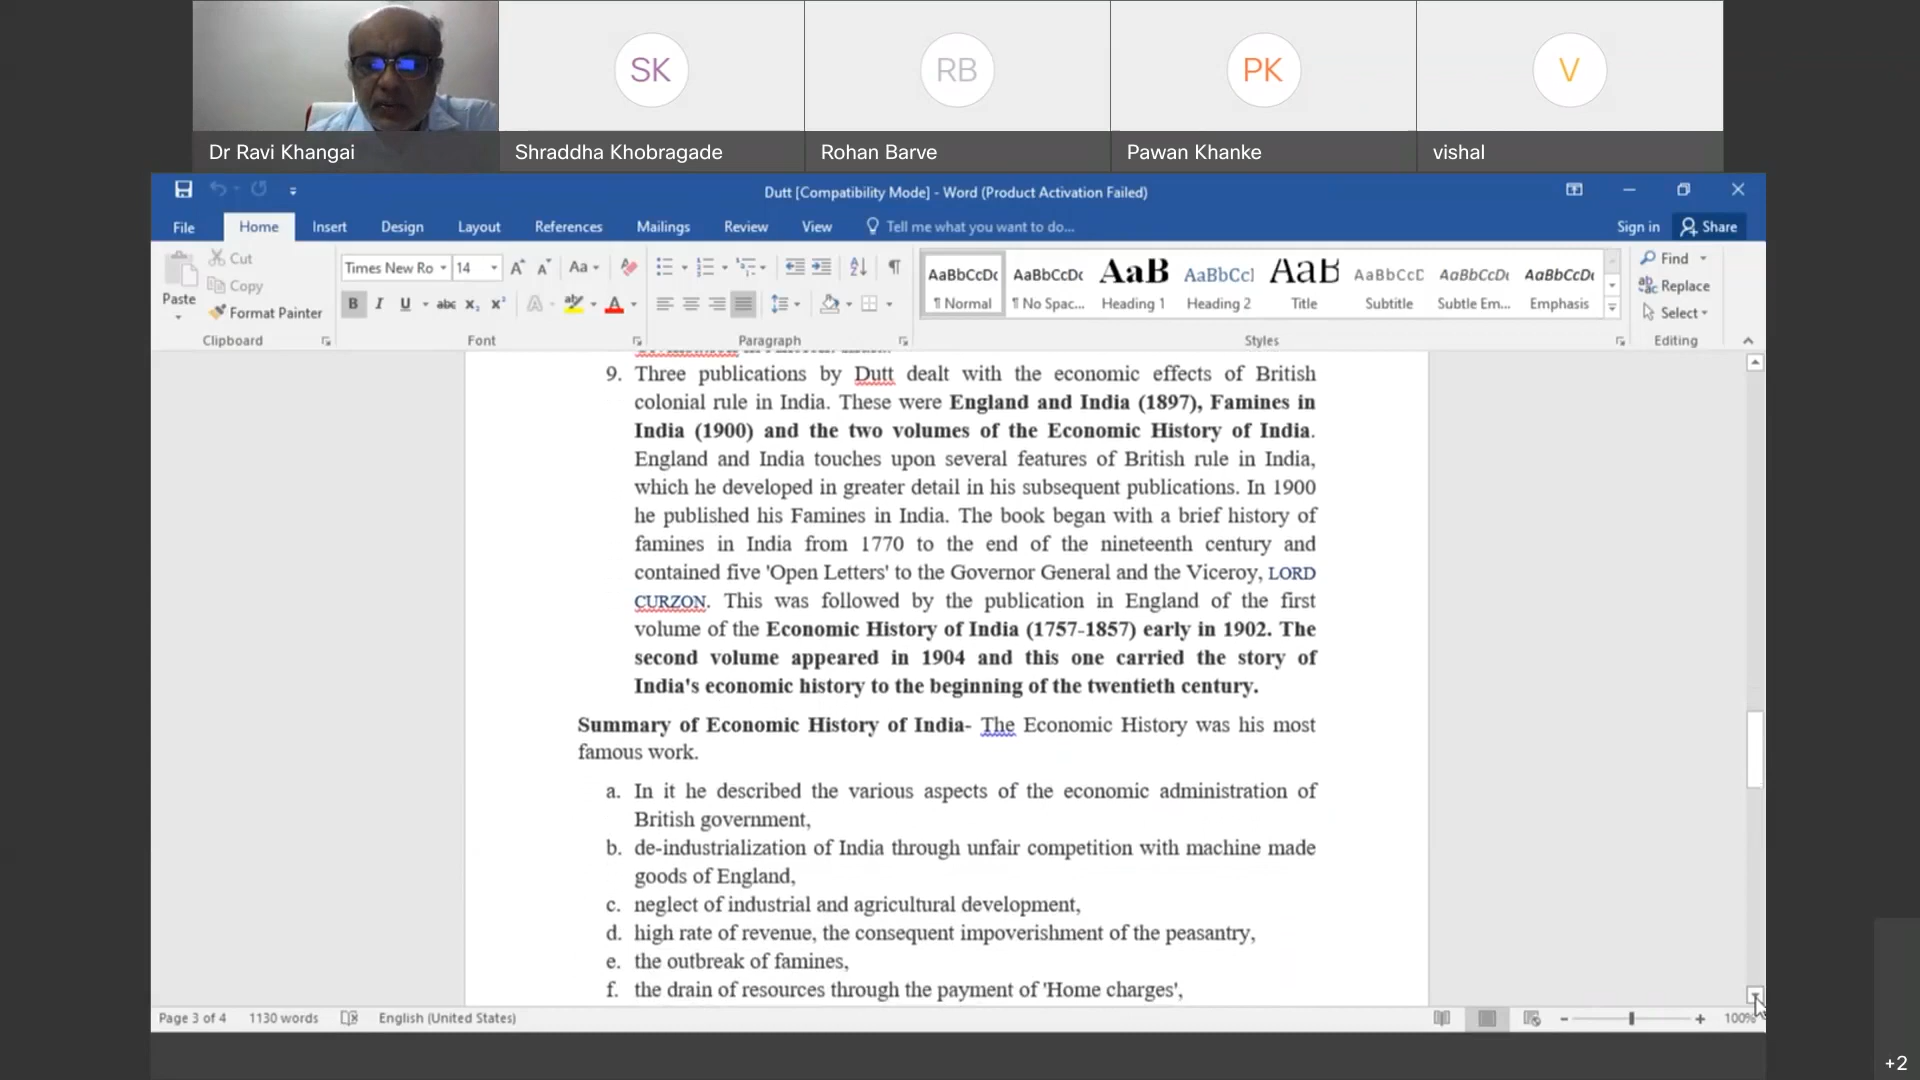 SK
RB
PK
V
Dr Ravi Khangai
Shraddha Khobragade
Rohan Barve
Pawan Khanke
vishal
Dutt [Compatibility Mode] - Word (Product Activation Failed)
File
Home
Insert
Design
Layout
References
Mailings
Review
View
Tell me what you want to do...
Sign in
Share
Paste
Cut
Copy
Format Painter
Clipboard
Times New Ro
14
Aa
B I U abc X₂ X²
A
Font
Paragraph
AaBbCcDc
¶ Normal
AaBbCcDc
¶ No Spac...
AaB
Heading 1
AaBbCcl
Heading 2
AaB
Title
AaBbCcD
Subtitle
AaBbCcDc
Subtle Em...
AaBbCcDc
Emphasis
Styles
Find
Replace
Select
Editing
9. Three publications by Dutt dealt with the economic effects of British
colonial rule in India. These were England and India (1897), Famines in
India (1900) and the two volumes of the Economic History of India.
England and India touches upon several features of British rule in India,
which he developed in greater detail in his subsequent publications. In 1900
he published his Famines in India. The book began with a brief history of
famines in India from 1770 to the end of the nineteenth century and
contained five 'Open Letters' to the Governor General and the Viceroy, LORD
CURZON. This was followed by the publication in England of the first
volume of the Economic History of India (1757-1857) early in 1902. The
second volume appeared in 1904 and this one carried the story of
India's economic history to the beginning of the twentieth century.
Summary of Economic History of India- The Economic History was his most
famous work.
a. In it he described the various aspects of the economic administration of
British government,
b. de-industrialization of India through unfair competition with machine made
goods of England,
c. neglect of industrial and agricultural development,
d. high rate of revenue, the consequent impoverishment of the peasantry,
e. the outbreak of famines,
f. the drain of resources through the payment of 'Home charges',
Page 3 of 4
1130 words
English (United States)
100%
+2